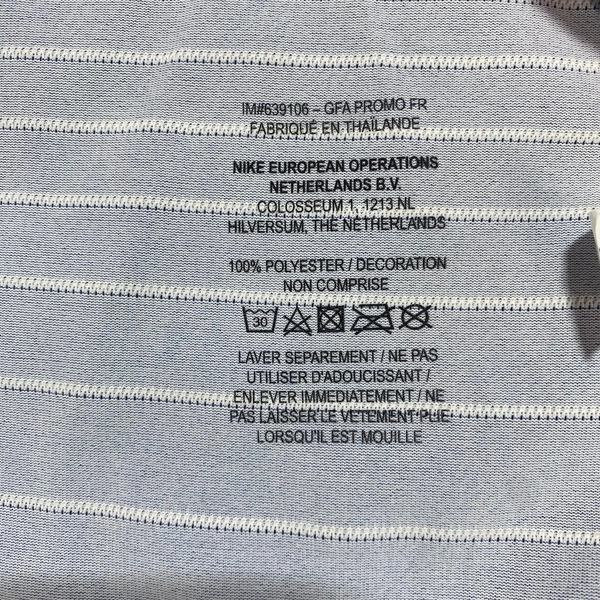 IM#639106 – GFA PROMO FR
FABRIQUÉ EN THAÏLANDE
NIKE EUROPEAN OPERATIONS
NETHERLANDS B.V.
COLOSSEUM 1, 1213 NL
HILVERSUM, THE NETHERLANDS
100% POLYESTER / DECORATION
NON COMPRISE
30
LAVER SEPAREMENT / NE PAS
UTILISER D'ADOUCISSANT /
ENLEVER IMMEDIATEMENT / NE
PAS LAISSER LE VETEMENT PLIE
LORSQU'IL EST MOUILLE